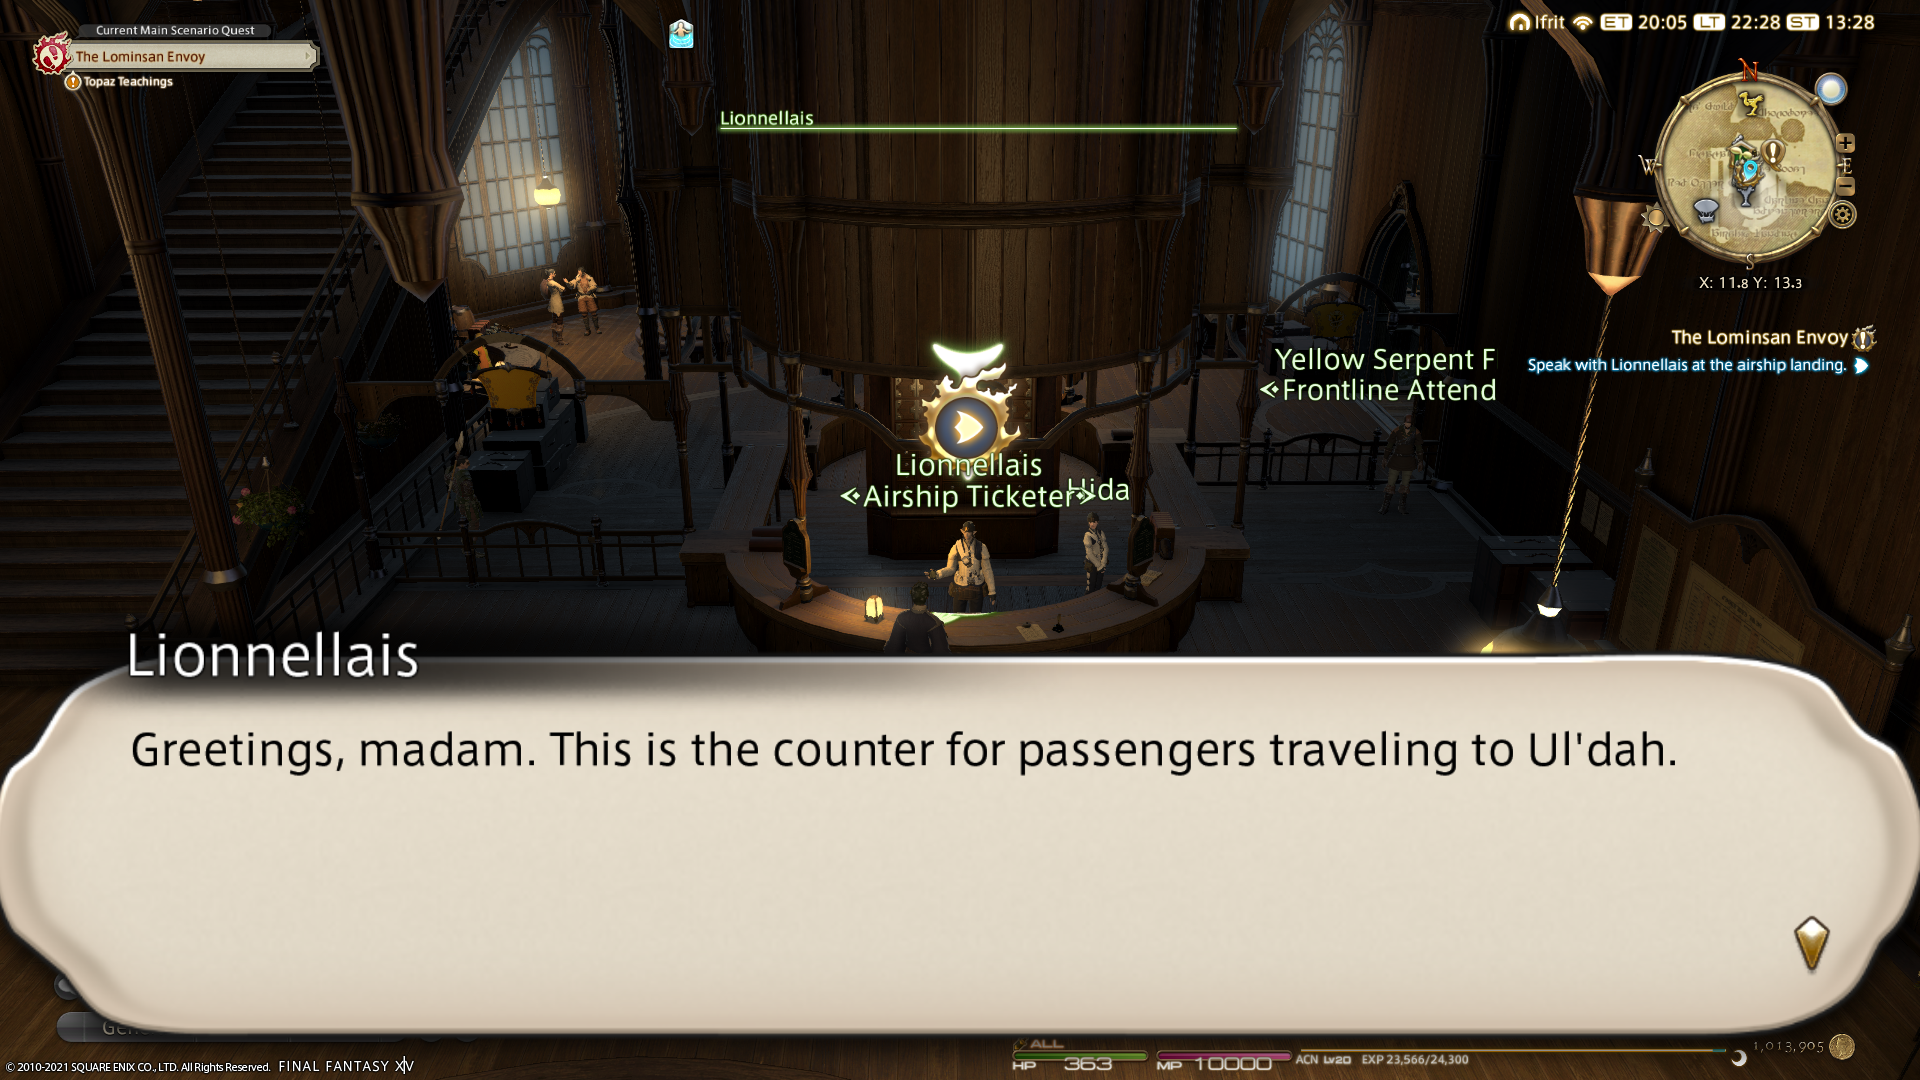 Current Main Scenario Quest
The Lominsan Envoy
Topaz Teachings
Ifrit ET 20:05 LT 22:28 ST 13:28
Lionnellais
N
W
E
S
X: 11.8 Y: 13.3
The Lominsan Envoy
Speak with Lionnellais at the airship landing.
Yellow Serpent F
Frontline Attend
Lionnellais
Airship Ticketer
Hida
Lionnellais
Greetings, madam. This is the counter for passengers traveling to Ul'dah.
ALL
HP 363 MP 10000 ACN Lv20 EXP 23,566/24,300
1,013,905
© 2010-2021 SQUARE ENIX CO., LTD. All Rights Reserved. FINAL FANTASY XIV